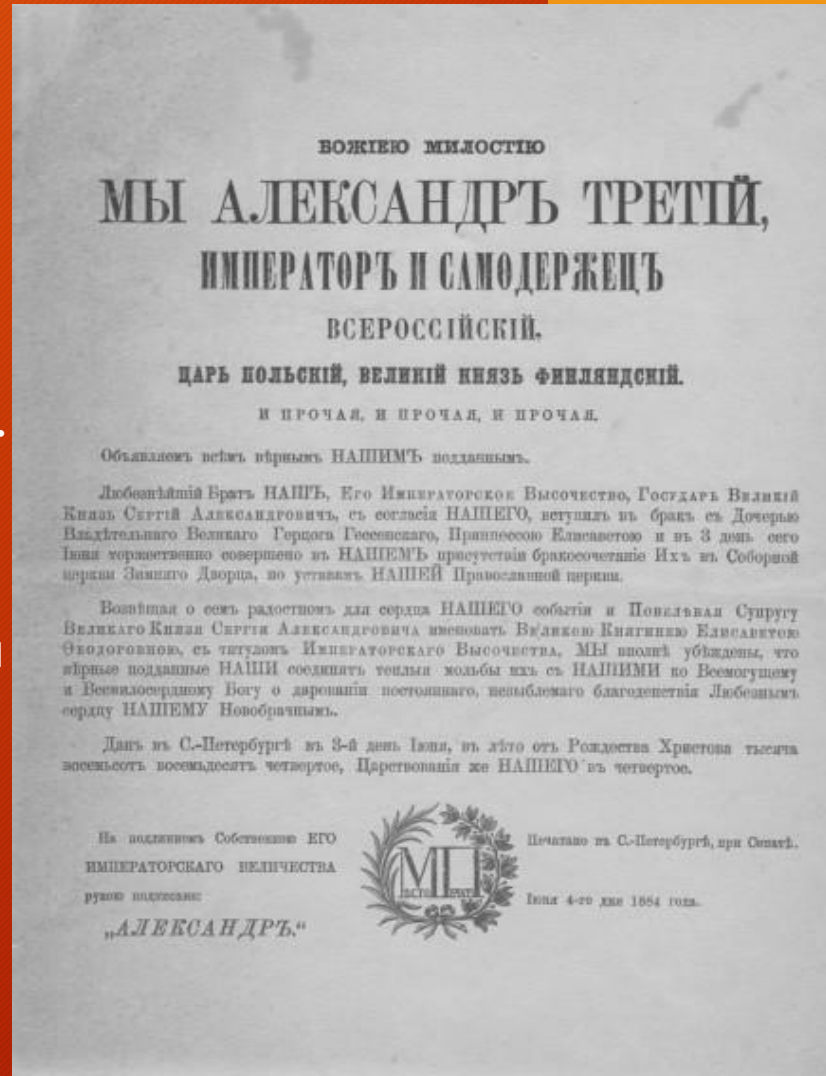 БОЖІЕЮ МИЛОСТІЮ
МЫ АЛЕКСАНДРЪ ТРЕТІЙ,
ИМПЕРАТОРЪ И САМОДЕРЖЕЦЪ
ВСЕРОССІЙСКІЙ,
ЦАРЬ ПОЛЬСКІЙ, ВЕЛИКІЙ КНЯЗЬ ФИНЛЯНДСКІЙ.
И ПРОЧАЯ, И ПРОЧАЯ, И ПРОЧАЯ.
Объявляемъ всѣмъ вѣрнымъ НАШИМЪ подданнымъ.
Любезнѣйшій Братъ НАШЪ, Его Императорское Высочество, Государь Великій
Князь Сергій Александровичъ, съ согласія НАШЕГО, вступилъ въ бракъ съ Дочерью
Владѣтельнаго Великаго Герцога Гессенскаго, Принцессою Елисаветою и въ 3 день сего
Іюня торжественно совершено въ НАШЕМЪ присутствіи бракосочетаніе Ихъ въ Соборной
церкви Зимняго Дворца, по уставамъ НАШЕЙ Православной церкви.
Возвѣщая о семъ радостномъ для сердца НАШЕГО событіи и Повелѣвая Супругу
Великаго Князя Сергія Александровича именовать Великою Княгинею Елисаветою
Ѳеодоровною, съ титуломъ Императорскаго Высочества, МЫ вполнѣ убѣждены, что
вѣрные подданные НАШИ соединятъ теплыя мольбы ихъ съ НАШИМИ ко Всемогущему
и Всемилосердному Богу о дарованіи постояннаго, незыблемаго благоденствія Любезнымъ
сердцу НАШЕМУ Новобрачнымъ.
Данъ въ С.-Петербургѣ въ 3-й день Іюня, въ лѣто отъ Рождества Христова тысяча
восемьсотъ восемьдесятъ четвертое, Царствованія же НАШЕГО въ четвертое.
На подлинномъ Собственною ЕГО
ИМПЕРАТОРСКАГО ВЕЛИЧЕСТВА
рукою подписано:
„АЛЕКСАНДРЪ.“
МѢСТО ПЕЧАТИ
Печатано въ С.-Петербургѣ, при Сенатѣ.
Іюня 4-го дня 1884 года.